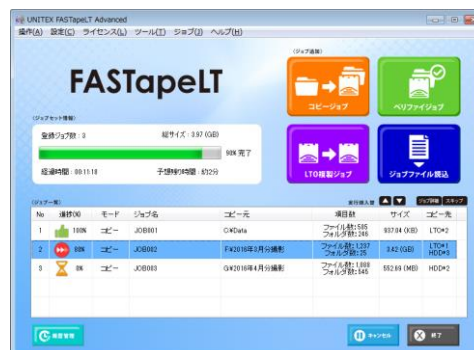 UNITEX FASTapeLT Advanced
操作(A) 設定(C) ライセンス(L) ツール(T) ジョブ(J) ヘルプ(H)
(ジョブ追加)
FASTapeLT
コピージョブ
ベリファイジョブ
(ジョブセット情報)
登録ジョブ数 : 3 総サイズ : 3.97 (GB)
90% 完了
経過時間 : 00:11:18 予想残り時間 : 約2分
LTO複製ジョブ
ジョブファイル読込
(ジョブ一覧)
ジョブ詳細 スキップ
No 進捗(%) モード ジョブ名 コピー元 項目数 サイズ コピー先
1 100% コピー JOB001 C:¥Data ファイル数:585 フォルダ数:246 937.04 (KB) LTO*2
2 88% コピー JOB002 F:¥2016年3月分撮影 ファイル数:1,237 フォルダ数:25 3.42 (GB) LTO*1 HDD*3
3 0% コピー JOB003 G:¥2016年4月分撮影 ファイル数:1,888 フォルダ数:545 552.69 (MB) HDD*2
履歴管理
キャンセル
終了